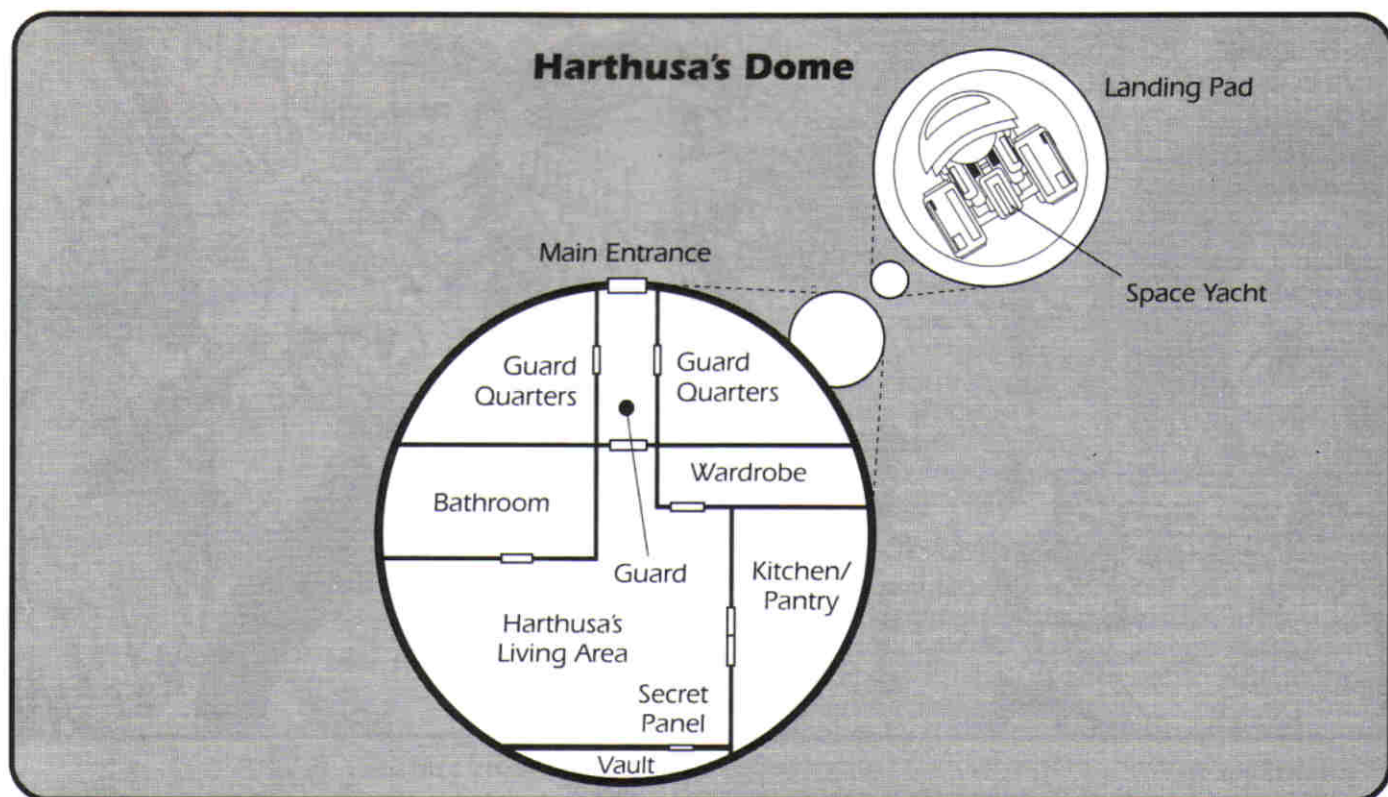 Harthusa's Dome
Landing Pad
Main Entrance
Space Yacht
Guard
Quarters
Guard
Quarters
Wardrobe
Bathroom
Guard
Kitchen/
Pantry
Harthusa's
Living Area
Secret
Panel
Vault